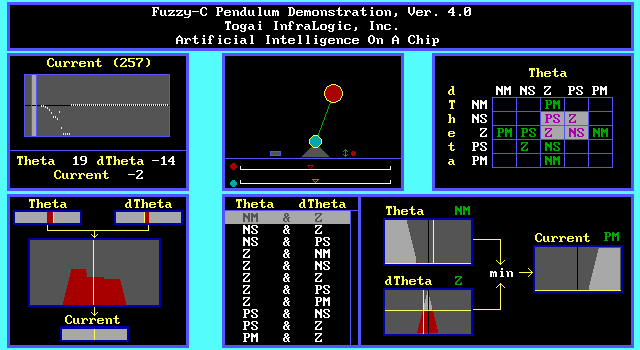 Fuzzy-C Pendulum Demonstration, Ver. 4.0
Togai InfraLogic, Inc.
Artificial Intelligence On A Chip
Current (257)
Theta 19 dTheta -14
Current -2
Theta
d NM NS Z PS PM
T NM PM
h NS PS Z
e Z PM PS Z NS NM
t PS Z NS
a PM NM
Theta dTheta
Current
Theta dTheta
NM & Z
NS & Z
NS & PS
Z & NM
Z & NS
Z & Z
Z & PS
Z & PM
PS & NS
PS & Z
PM & Z
Theta NM
dTheta Z
min
Current PM